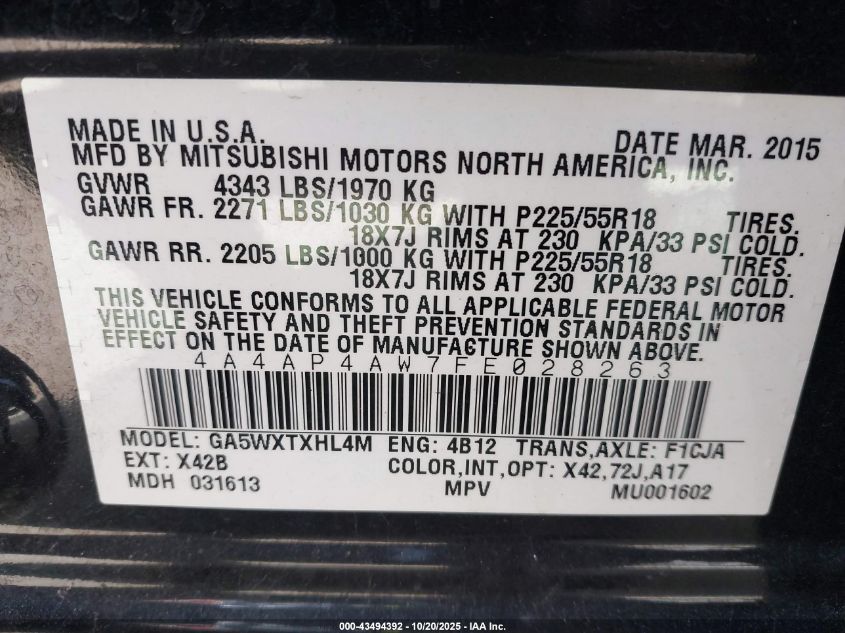 MADE IN U.S.A. DATE MAR. 2015
MFD BY MITSUBISHI MOTORS NORTH AMERICA, INC.
GVWR 4343 LBS/1970 KG
GAWR FR. 2271 LBS/1030 KG WITH P225/55R18 TIRES.
18X7J RIMS AT 230 KPA/33 PSI COLD.
GAWR RR. 2205 LBS/1000 KG WITH P225/55R18 TIRES.
18X7J RIMS AT 230 KPA/33 PSI COLD.
THIS VEHICLE CONFORMS TO ALL APPLICABLE FEDERAL MOTOR
VEHICLE SAFETY AND THEFT PREVENTION STANDARDS IN
EFFECT ON THE DATE OF MANUFACTURE SHOWN ABOVE.
4A4AP4AW7FE028263
MODEL: GA5WXTXHL4M ENG: 4B12 TRANS,AXLE: F1CJA
EXT: X42B COLOR,INT,OPT: X42,72J,A17
MDH 031613 MPV MU001602
000-43494392 - 10/20/2025 - IAA Inc.